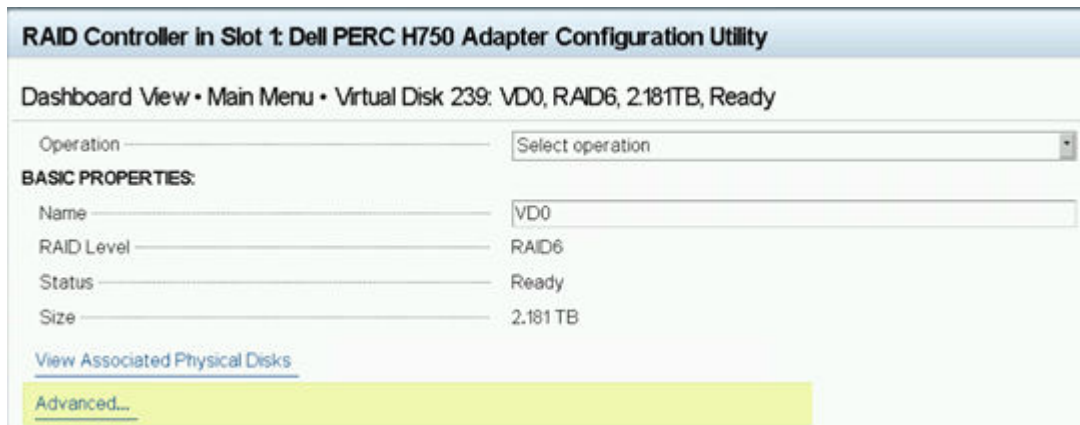 RAID Controller in Slot 1: Dell PERC H750 Adapter Configuration Utility
Dashboard View • Main Menu • Virtual Disk 239: VD0, RAID6, 2.181TB, Ready
Operation Select operation
BASIC PROPERTIES:
Name VD0
RAID Level RAID6
Status Ready
Size 2.181 TB
View Associated Physical Disks
Advanced...